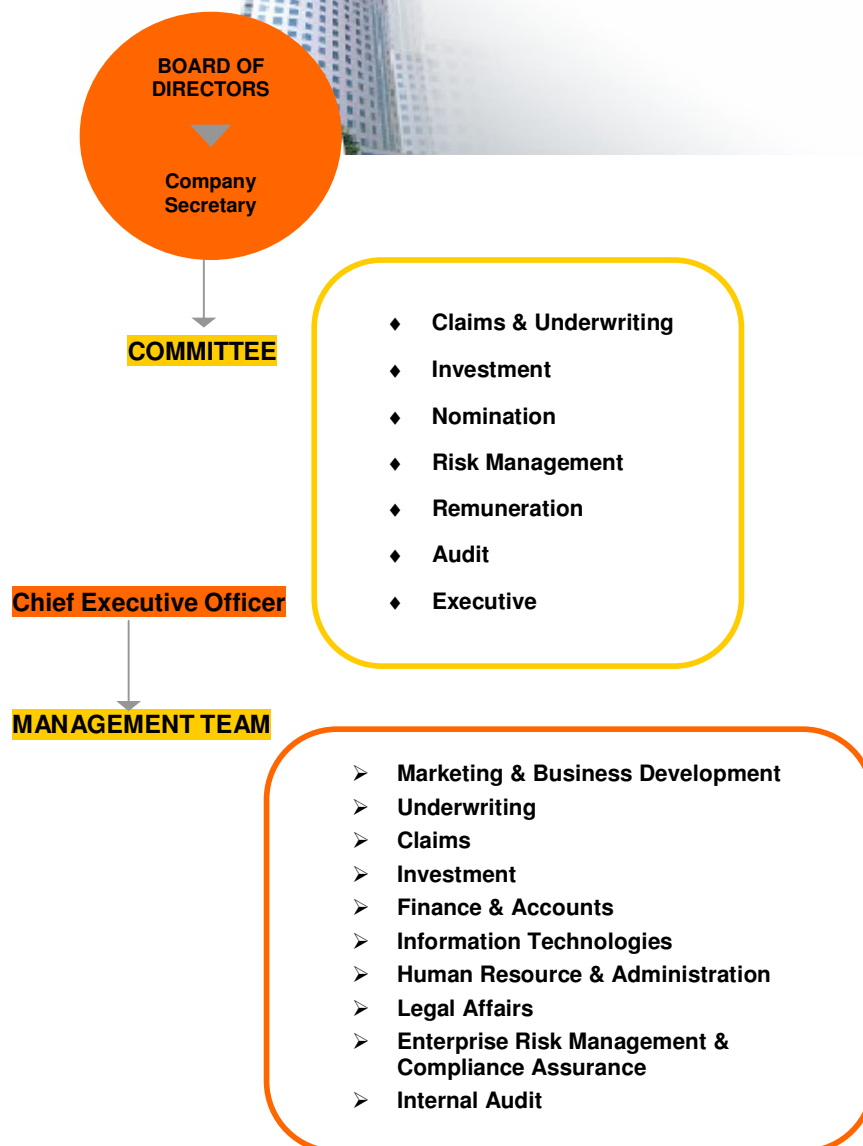 BOARD OF
DIRECTORS
Company
Secretary
COMMITTEE
♦ Claims & Underwriting
♦ Investment
♦ Nomination
♦ Risk Management
♦ Remuneration
♦ Audit
♦ Executive
Chief Executive Officer
MANAGEMENT TEAM
➢ Marketing & Business Development
➢ Underwriting
➢ Claims
➢ Investment
➢ Finance & Accounts
➢ Information Technologies
➢ Human Resource & Administration
➢ Legal Affairs
➢ Enterprise Risk Management &
Compliance Assurance
➢ Internal Audit